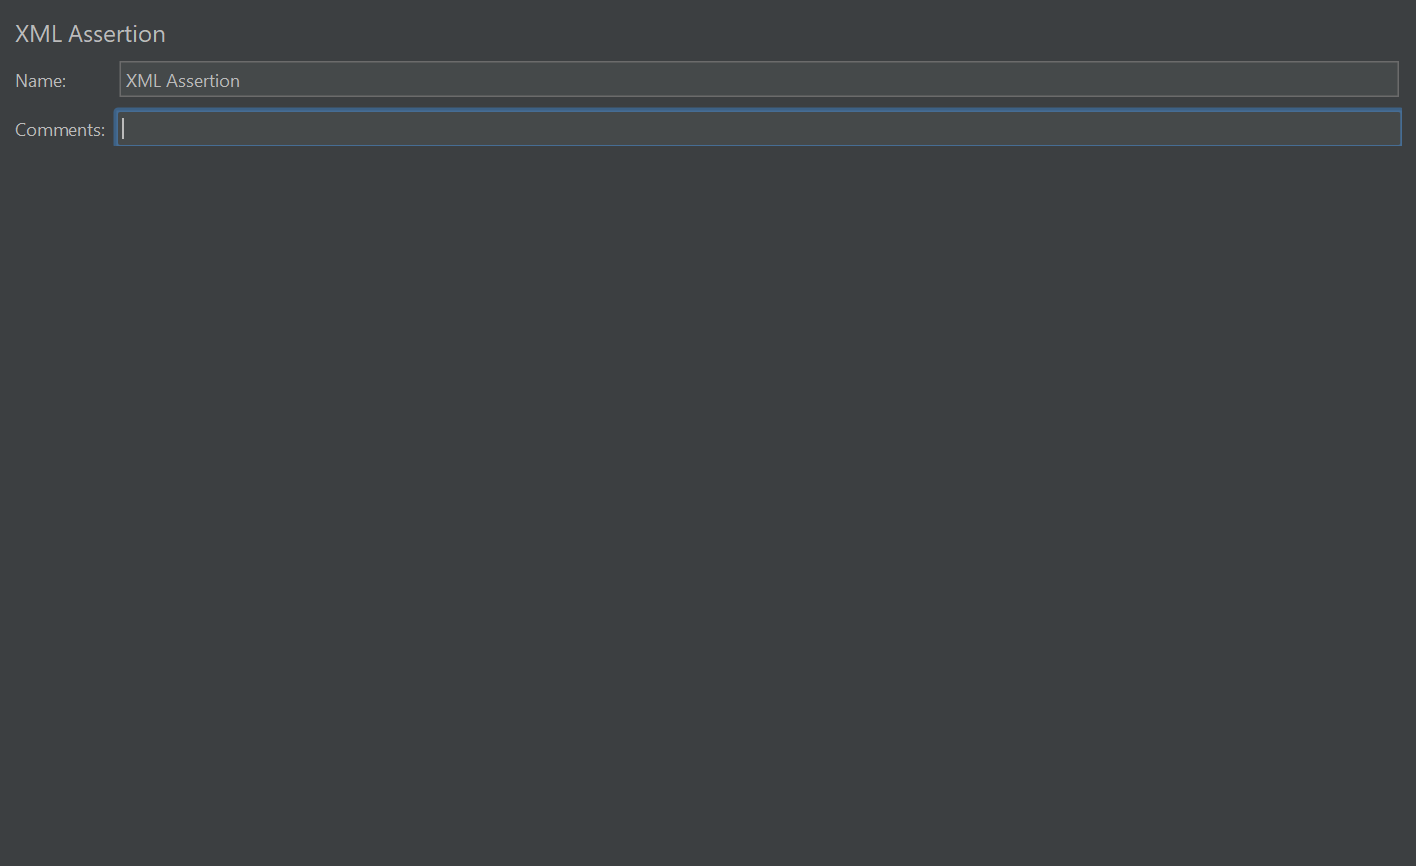 XML Assertion
Name: XML Assertion
Comments: